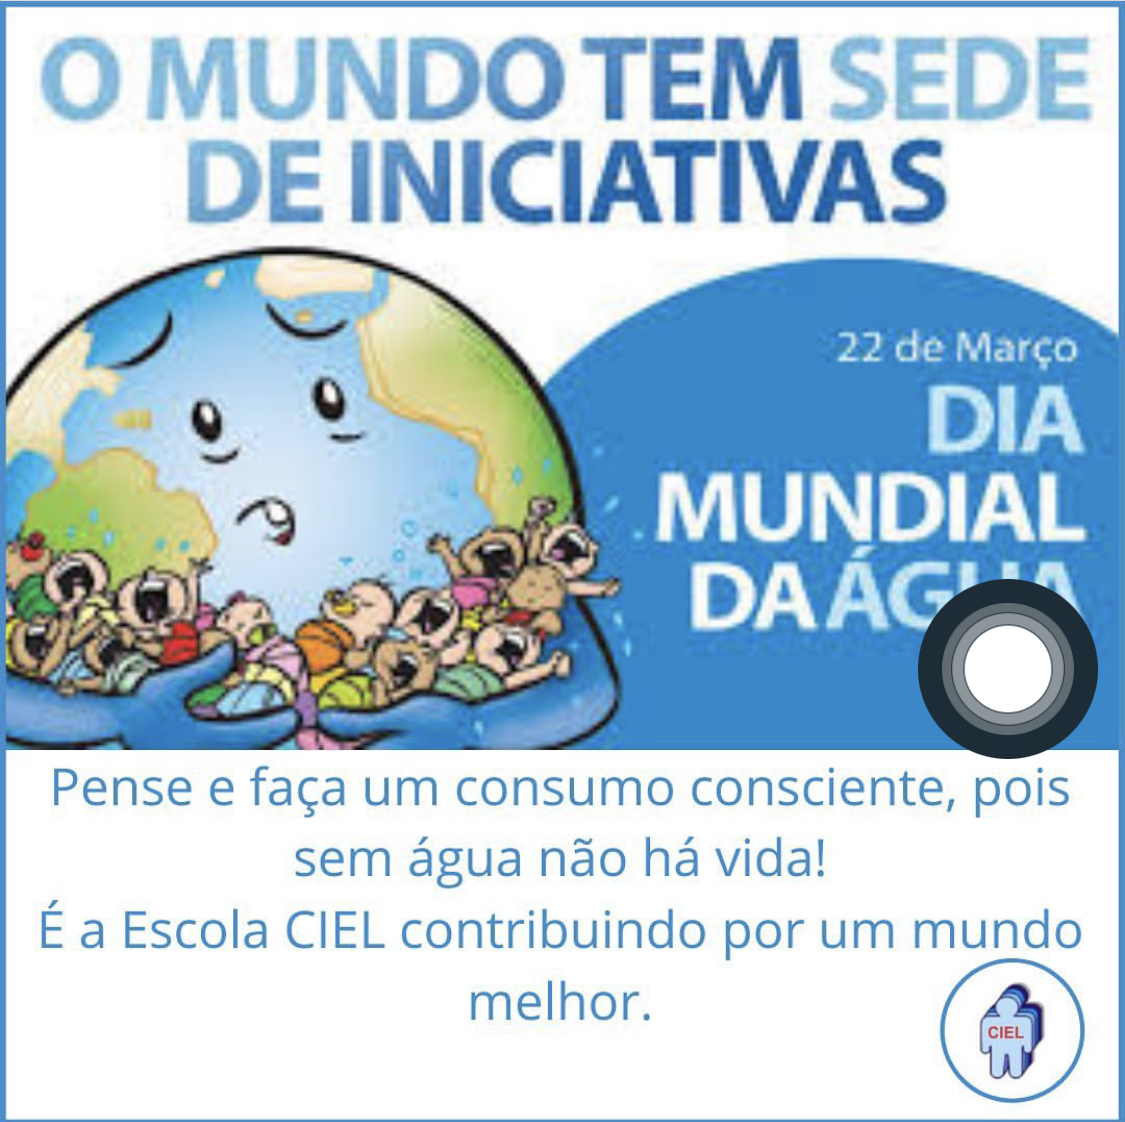 O MUNDO TEM SEDE
DE INICIATIVAS
22 de Março
DIA
MUNDIAL
DA ÁGUA
Pense e faça um consumo consciente, pois
sem água não há vida!
É a Escola CIEL contribuindo por um mundo
melhor.
CIEL